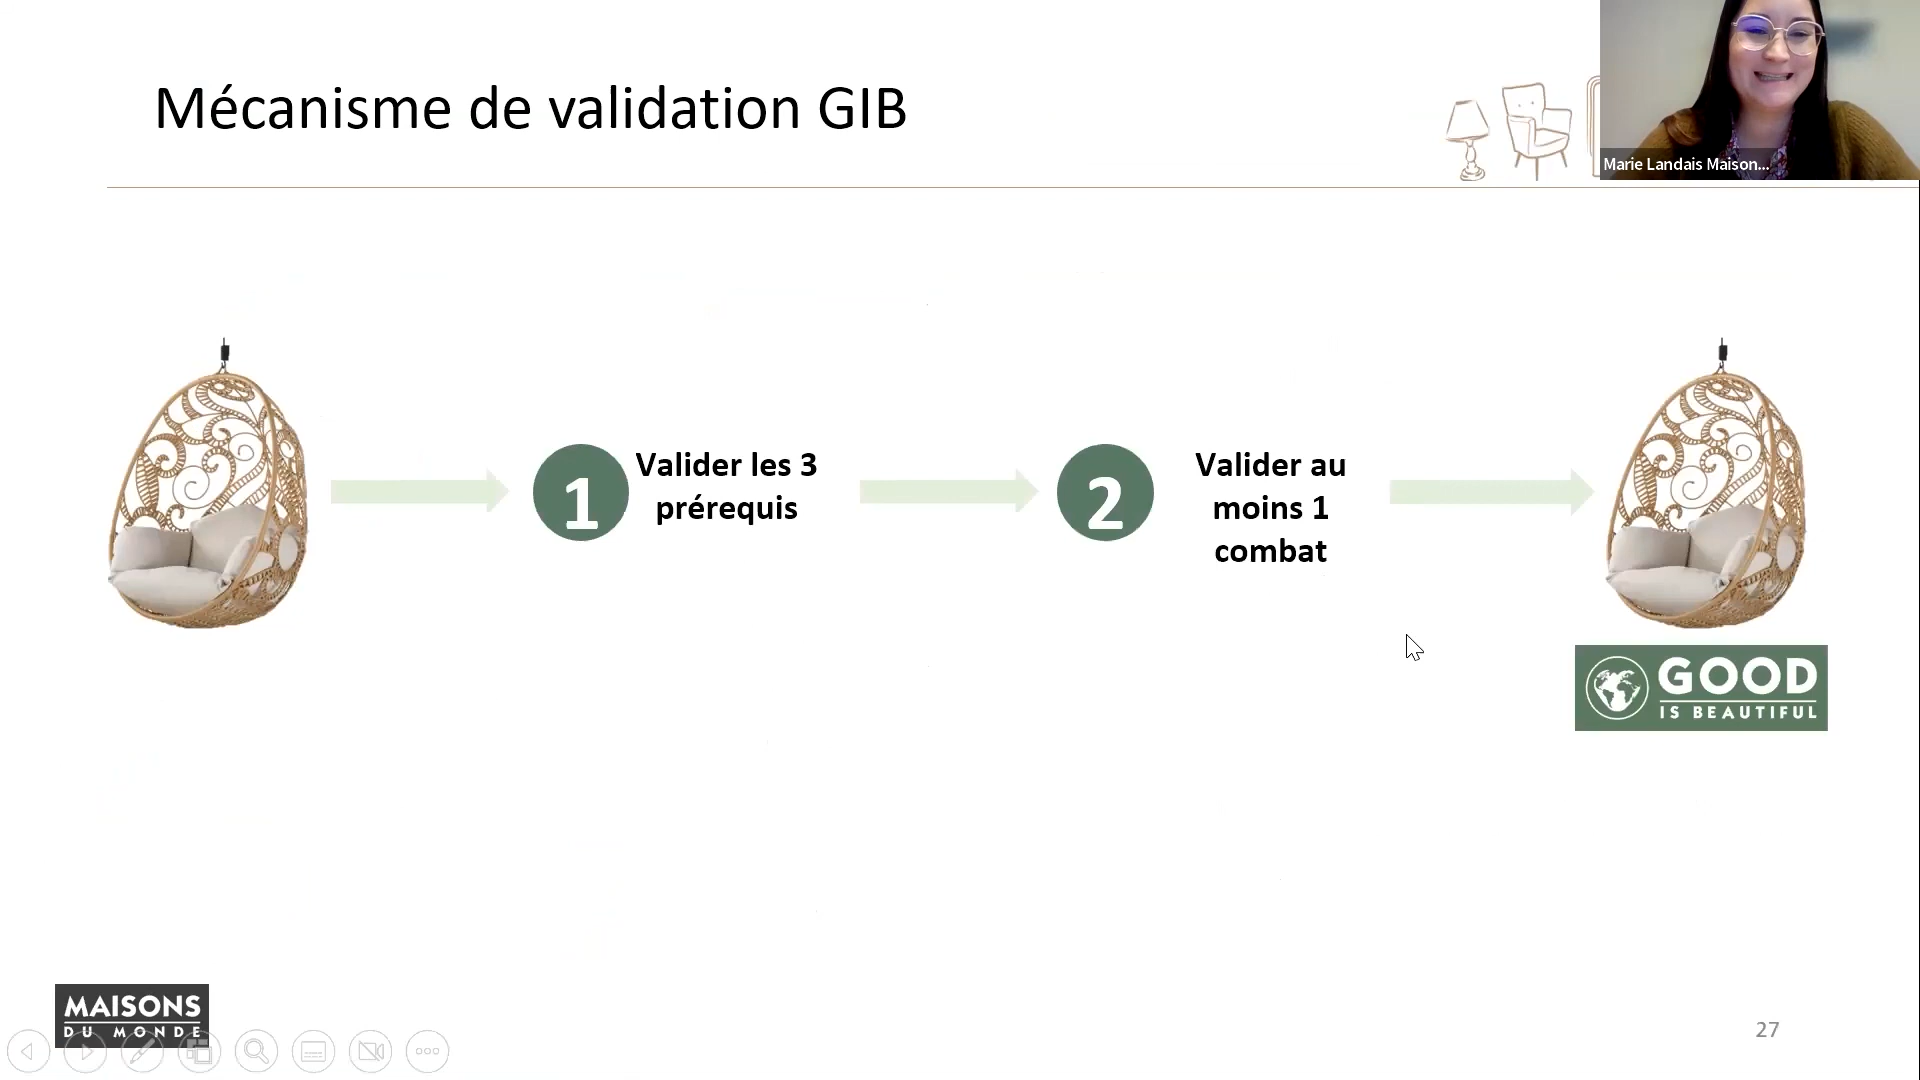 Mécanisme de validation GIB
Marie Landais Maison...
1
Valider les 3
prérequis
2
Valider au
moins 1
combat
GOOD
IS BEAUTIFUL
MAISONS
DU MONDE
27